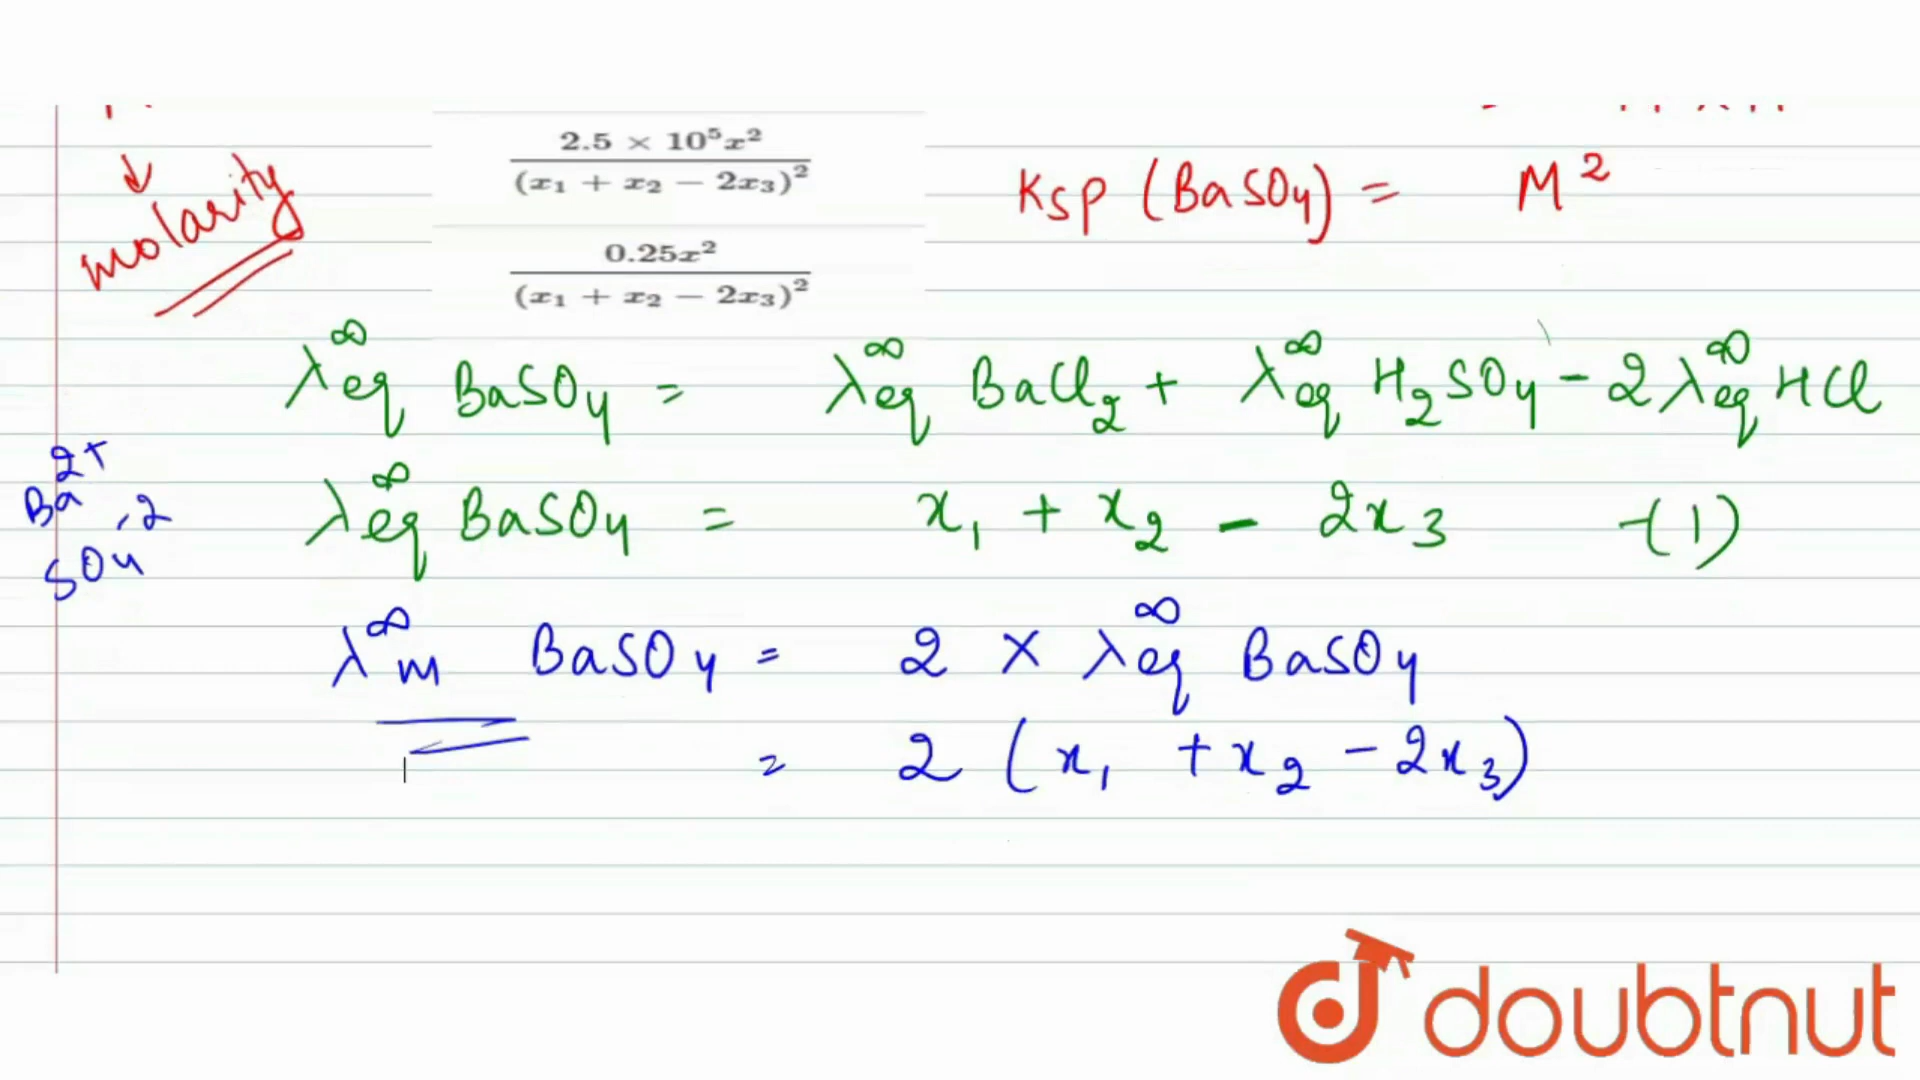 molarity
2.5 × 10⁵x²
(x₁ + x₂ − 2x₃)²
0.25x²
(x₁ + x₂ − 2x₃)²
Ksp (BaSO₄) = M²
λ∞eq BaSO₄ = λ∞eq BaCl₂ + λ∞eq H₂SO₄ − 2λ∞eq HCl
λ∞eq BaSO₄ = x₁ + x₂ − 2x₃ −(1)
Ba²⁺, 2
SO₄
λ∞m BaSO₄ = 2 × λ∞eq BaSO₄
= 2 (x₁ + x₂ − 2x₃)
doubtnut